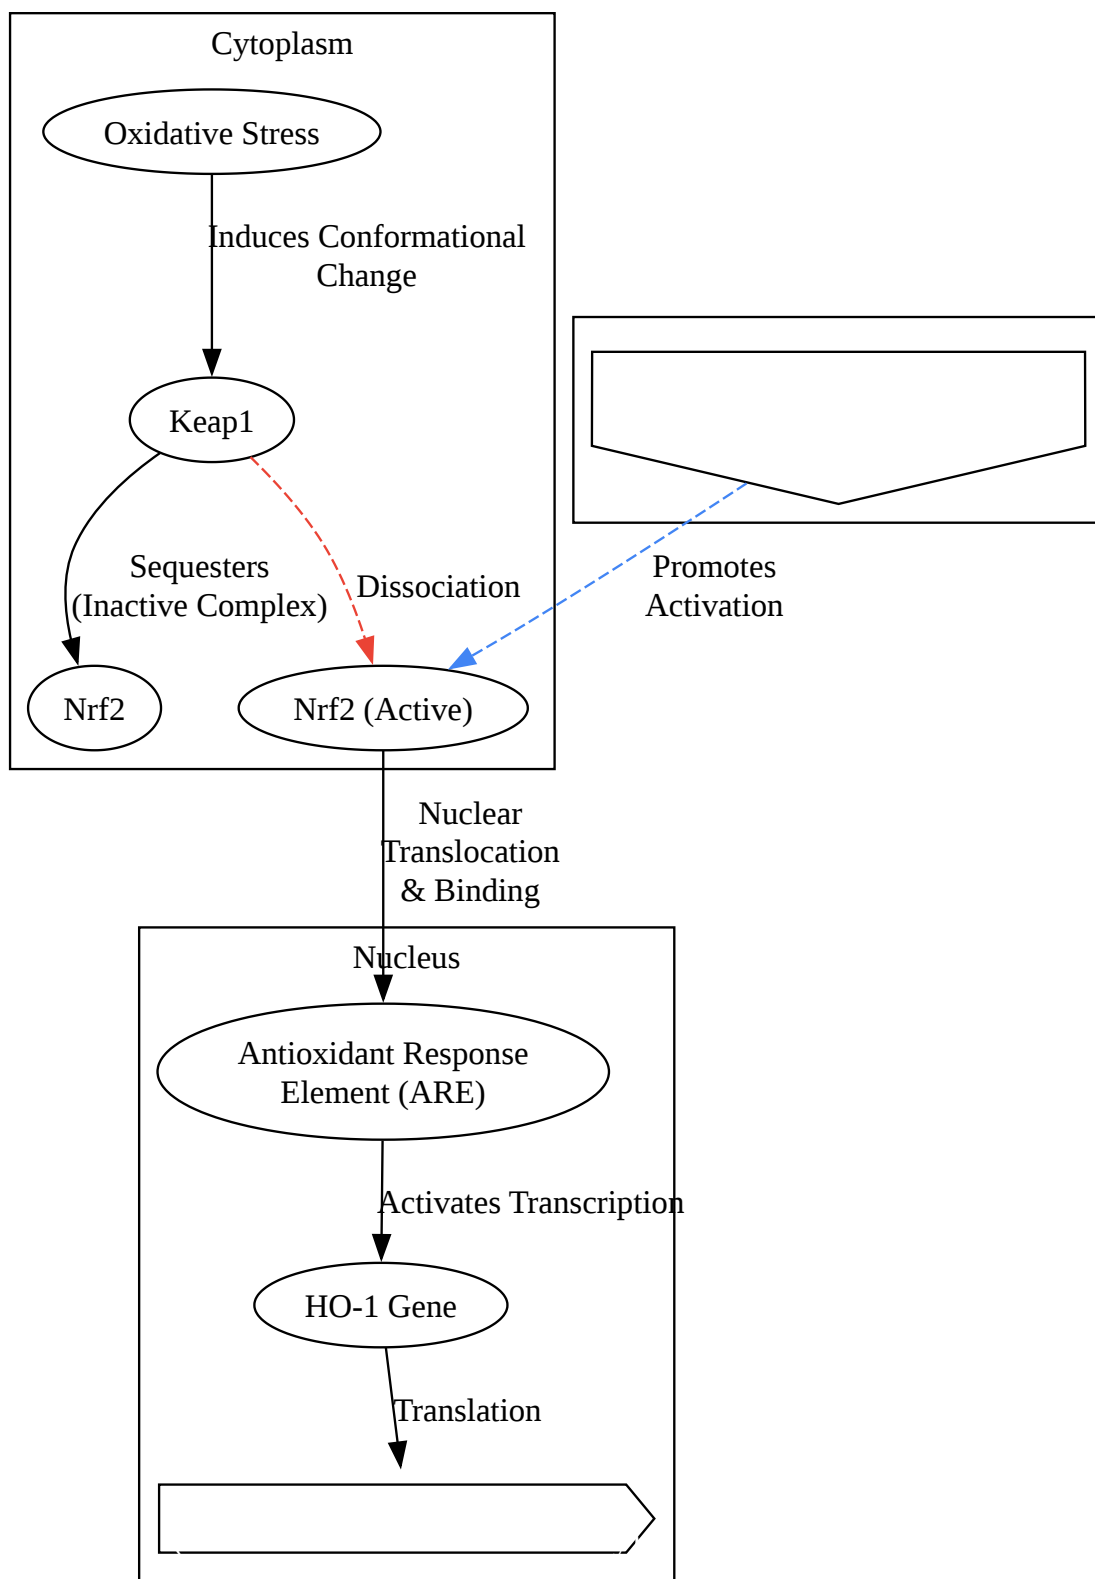 Cytoplasm
Oxidative Stress
Induces Conformational
Change
Keap1
Sequesters
(Inactive Complex)
Dissociation
Promotes
Activation
Nrf2
Nrf2 (Active)
Nuclear
Translocation
& Binding
Nucleus
Antioxidant Response
Element (ARE)
Activates Transcription
HO-1 Gene
Translation